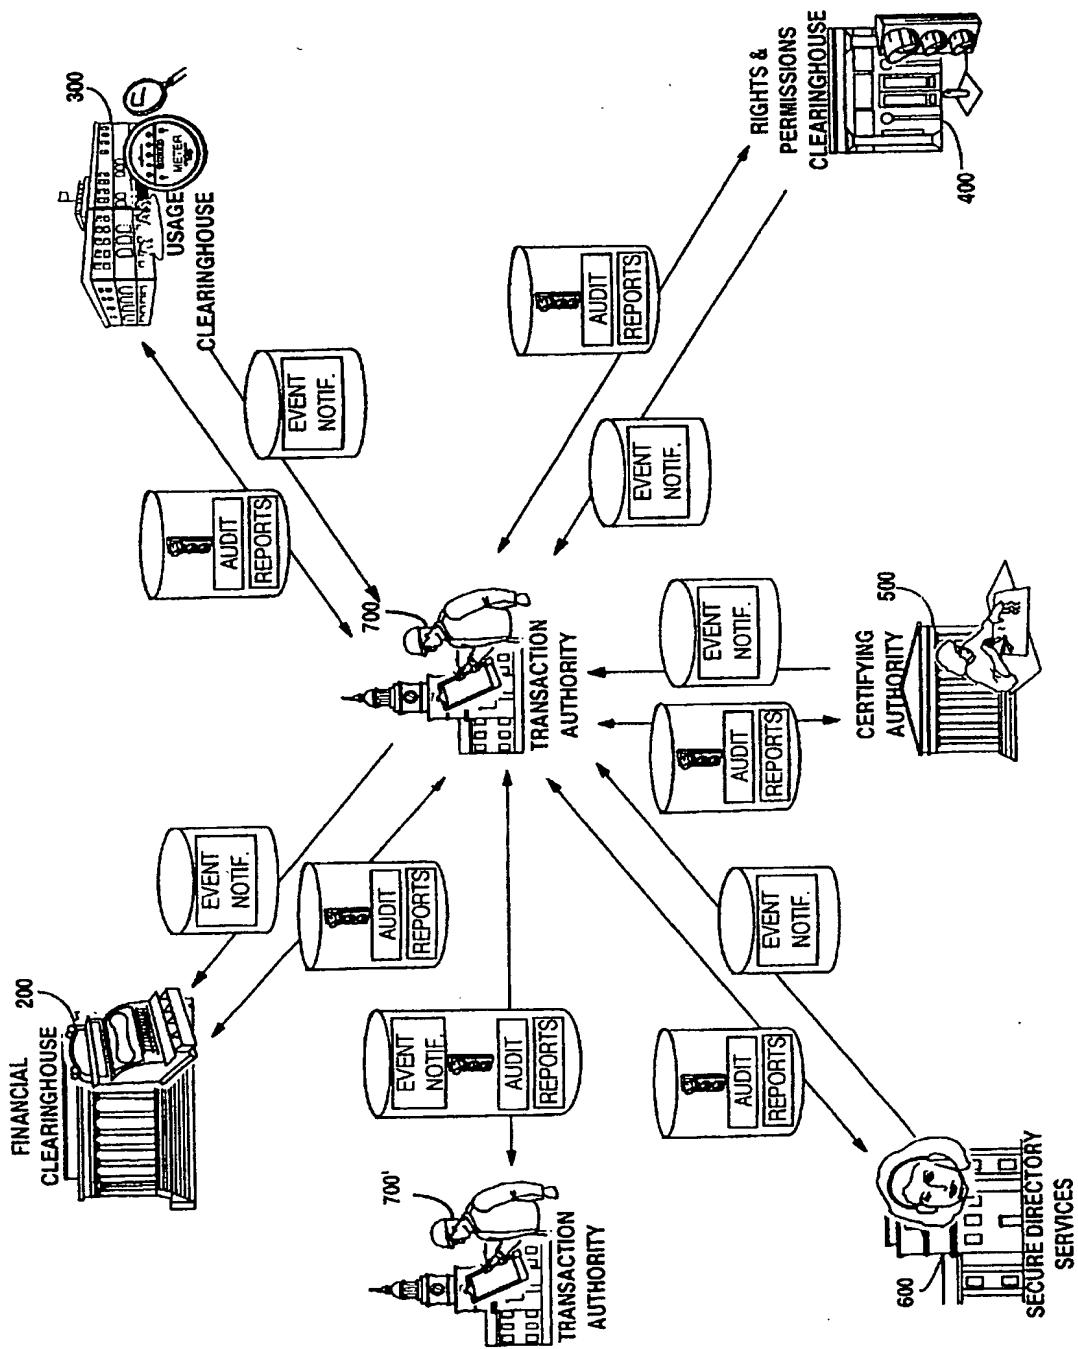 FINANCIAL
CLEARINGHOUSE
200
300
USAGE
CLEARINGHOUSE
METER
EVENT
NOTIF.
AUDIT
REPORTS
AUDIT
REPORTS
EVENT
NOTIF.
700'
TRANSACTION
AUTHORITY
EVENT
NOTIF.
AUDIT
REPORTS
700
TRANSACTION
AUTHORITY
AUDIT
REPORTS
EVENT
NOTIF.
RIGHTS &
PERMISSIONS
CLEARINGHOUSE
400
AUDIT
REPORTS
EVENT
NOTIF.
AUDIT
REPORTS
EVENT
NOTIF.
600
SECURE DIRECTORY
SERVICES
CERTIFYING
AUTHORITY
500